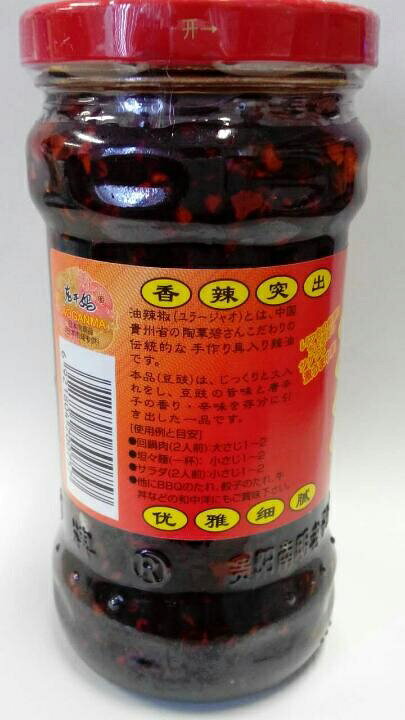 开→
香辣突出
老干妈®
油辣椒(ユラージャオ)とは、中国
貴州省の陶華碧さんこだわりの
伝統的な手作り具入り辣油
です。
本品(豆豉)は、じっくりと火入
れをし、豆豉の旨味と唐辛
子の香り・辛味を存分に引
き出した一品です。
[使用例と目安]
●回鍋肉(2人前):大さじ1~2
●坦々麺(一杯):小さじ1~2
●サラダ(2人前):小さじ1~2
●他にBBQのたれ、餃子のたれ、牛
丼などの和中洋にもご賞味下さい。
优雅细腻
®